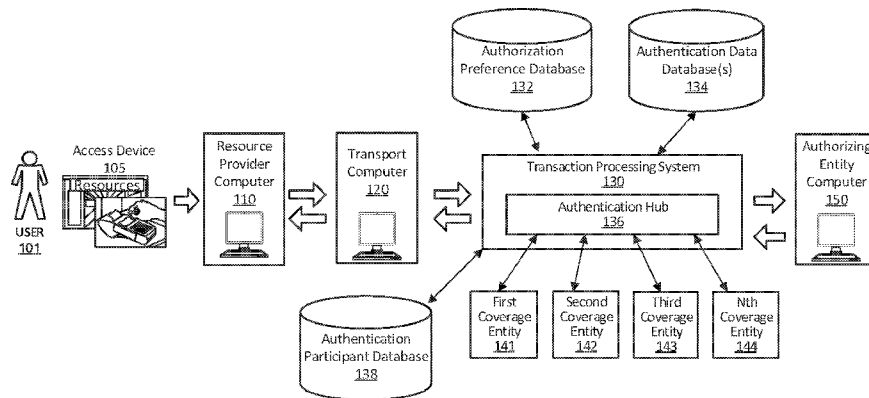 Authorization
Preference Database
132
Authentication Data
Database(s)
134
Access Device
105
Resources
USER
101
Resource
Provider
Computer
110
Transport
Computer
120
Transaction Processing System
130
Authentication Hub
136
Authorizing
Entity
Computer
150
First
Coverage
Entity
141
Second
Coverage
Entity
142
Third
Coverage
Entity
143
Nth
Coverage
Entity
144
Authentication
Participant Database
138